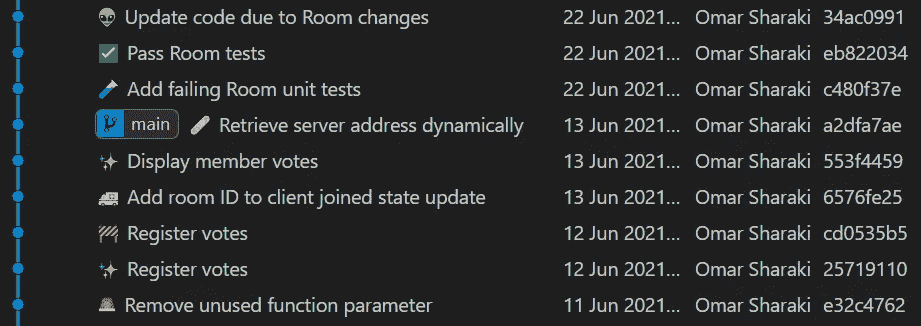 👽 Update code due to Room changes 22 Jun 2021... Omar Sharaki 34ac0991
✅ Pass Room tests 22 Jun 2021... Omar Sharaki eb822034
🧪 Add failing Room unit tests 22 Jun 2021... Omar Sharaki c480f37e
main 🩹 Retrieve server address dynamically 13 Jun 2021... Omar Sharaki a2dfa7ae
✨ Display member votes 13 Jun 2021... Omar Sharaki 553f4459
🚚 Add room ID to client joined state update 13 Jun 2021... Omar Sharaki 6576fe25
🚧 Register votes 12 Jun 2021... Omar Sharaki cd0535b5
✨ Register votes 12 Jun 2021... Omar Sharaki 25719110
Remove unused function parameter 11 Jun 2021... Omar Sharaki e32c4762